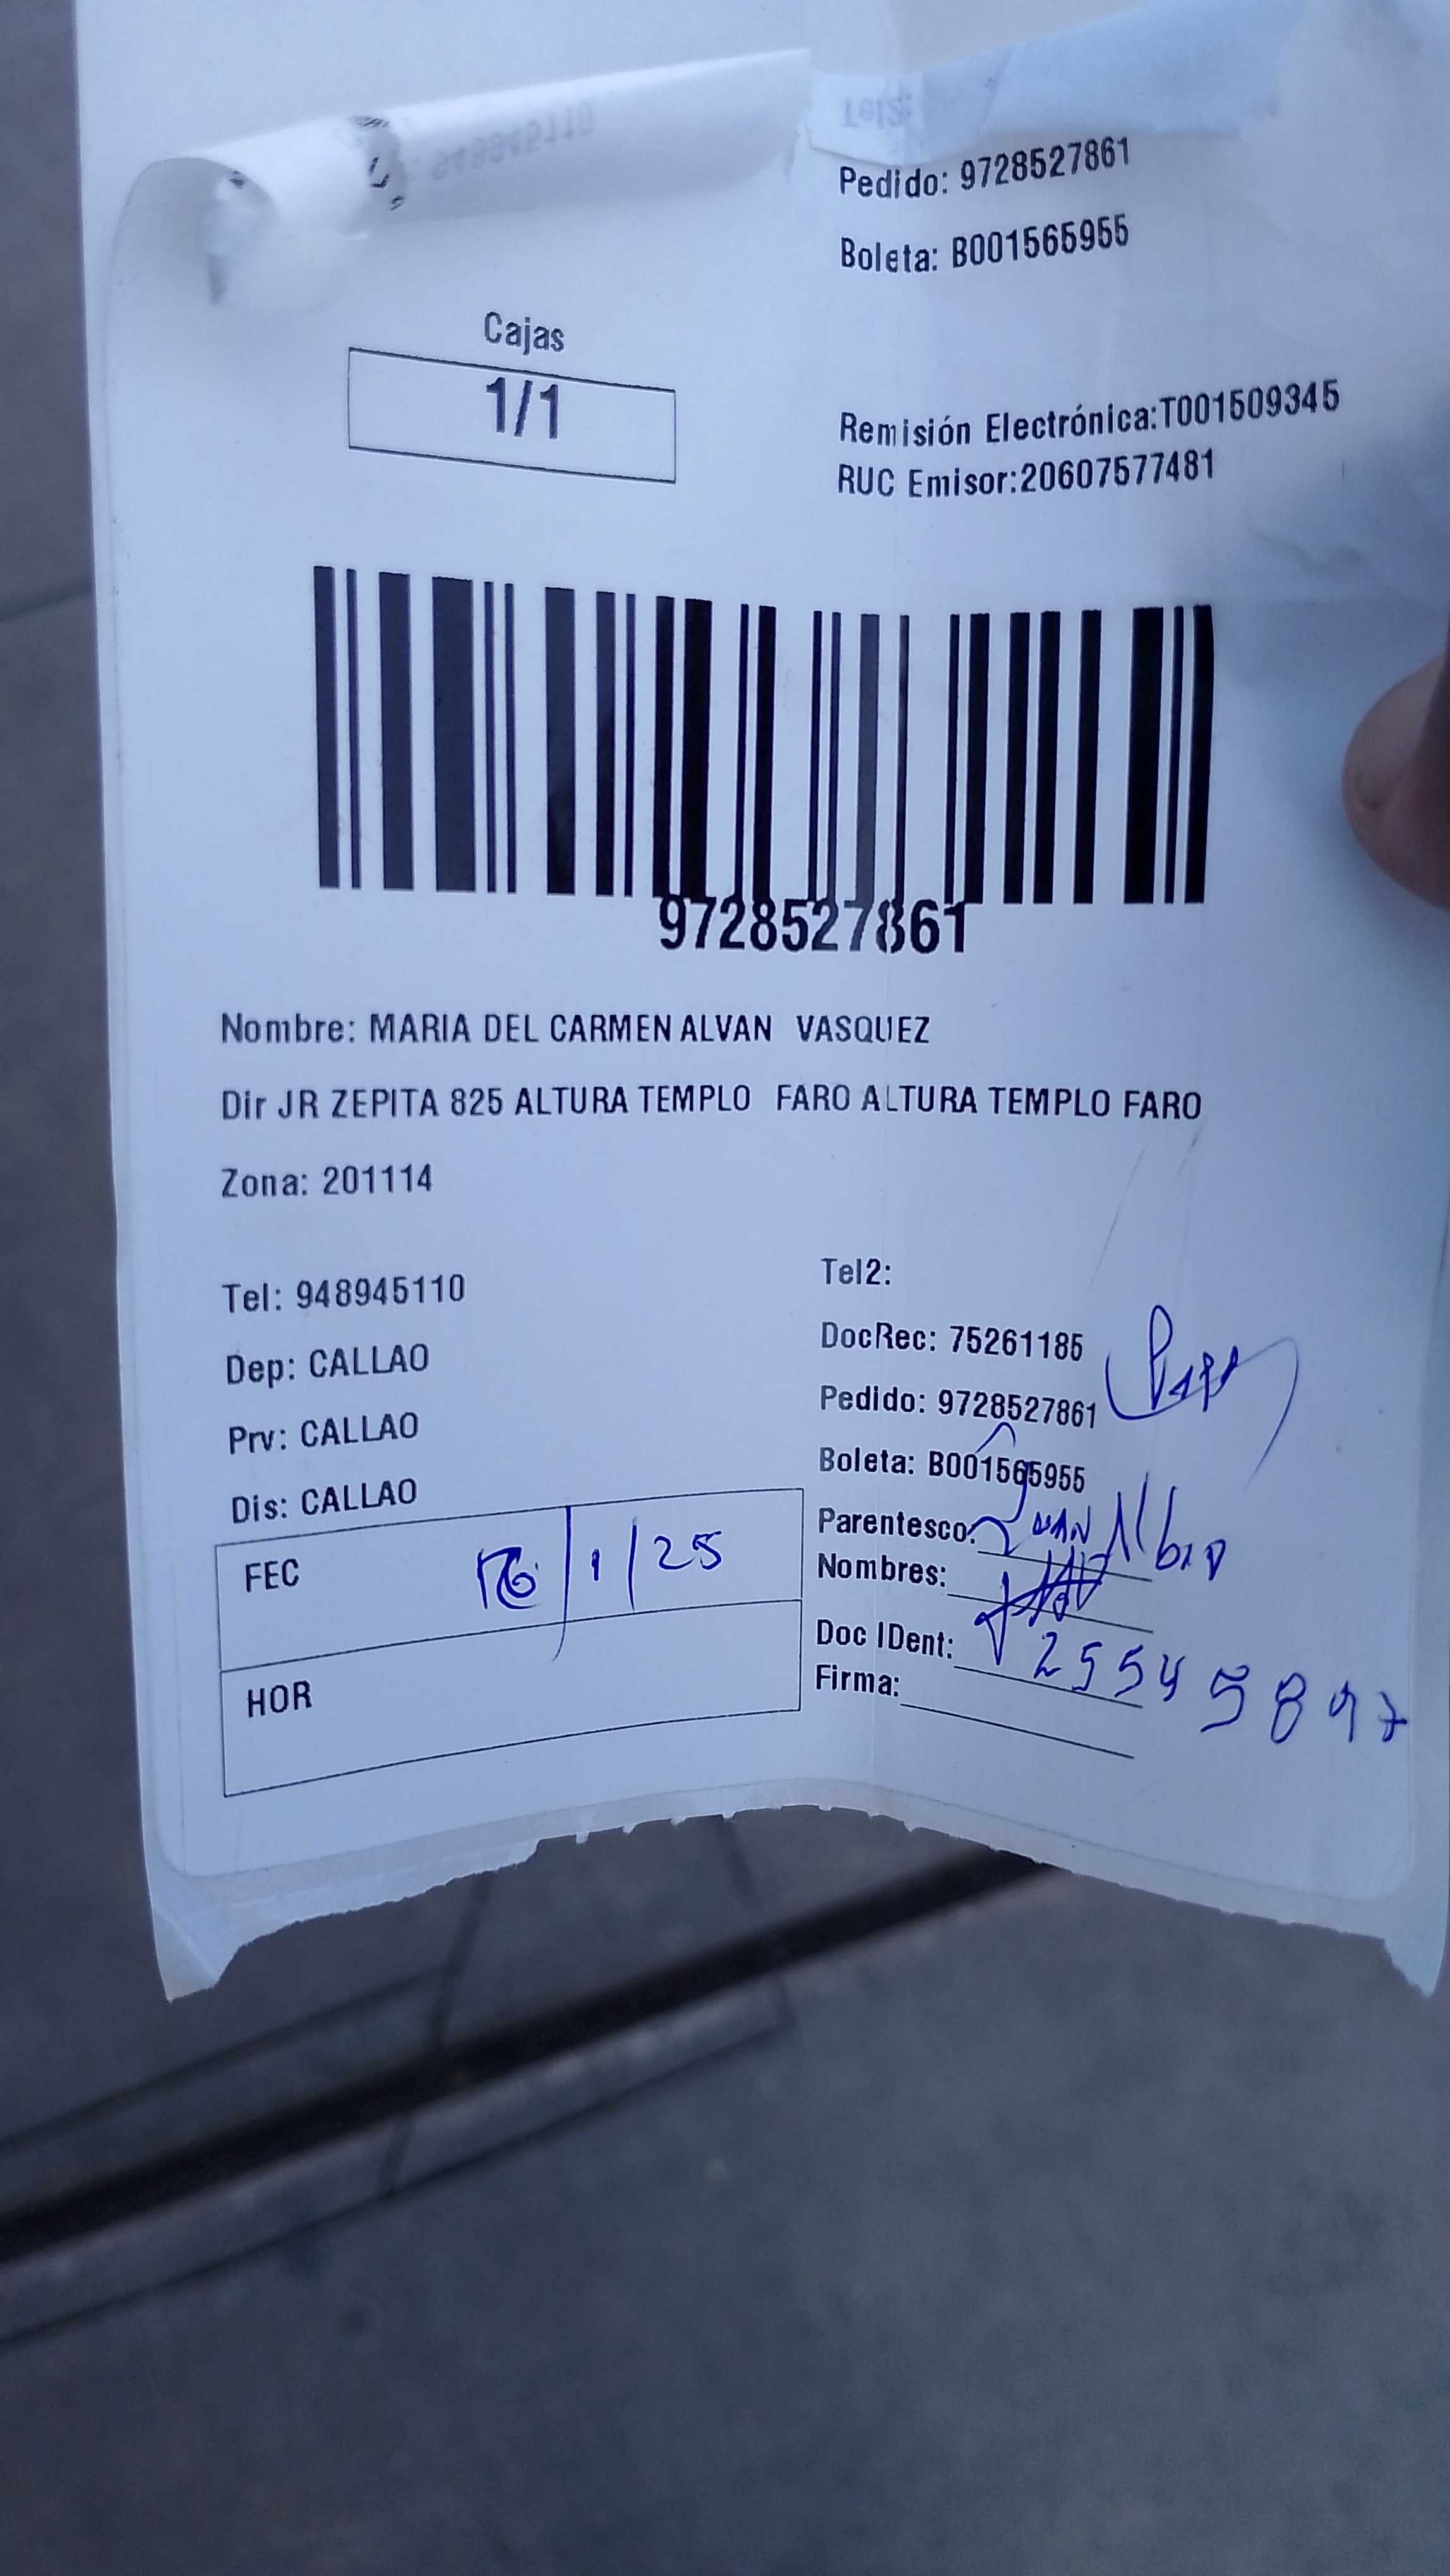 Tel2:
Pedido: 9728527861
Boleta: B001565955
Cajas
1/1
Remisión Electrónica:T001509345
RUC Emisor:20607577481
9728527861
Nombre: MARIA DEL CARMEN ALVAN VASQUEZ
Dir JR ZEPITA 825 ALTURA TEMPLO FARO ALTURA TEMPLO FARO
Zona: 201114
Tel: 948945110
Dep: CALLAO
Prv: CALLAO
Dis: CALLAO
Tel2:
DocRec: 75261185
Pedido: 9728527861
Boleta: B001565955
Parentesco: Juan
Nombres:
Doc IDent:
Firma:
FEC /1/25
HOR